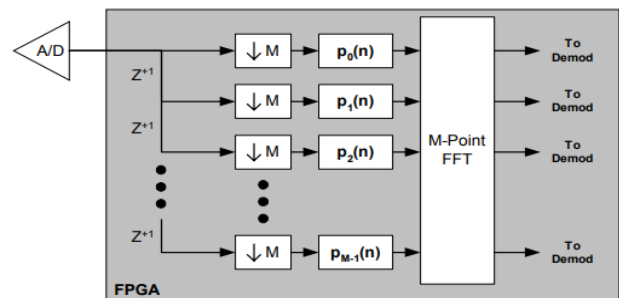 A/D
↓ M
p0(n)
To
Demod
Z+1
↓ M
p1(n)
To
Demod
Z+1
↓ M
p2(n)
M-Point
FFT
To
Demod
Z+1
↓ M
pM-1(n)
To
Demod
FPGA